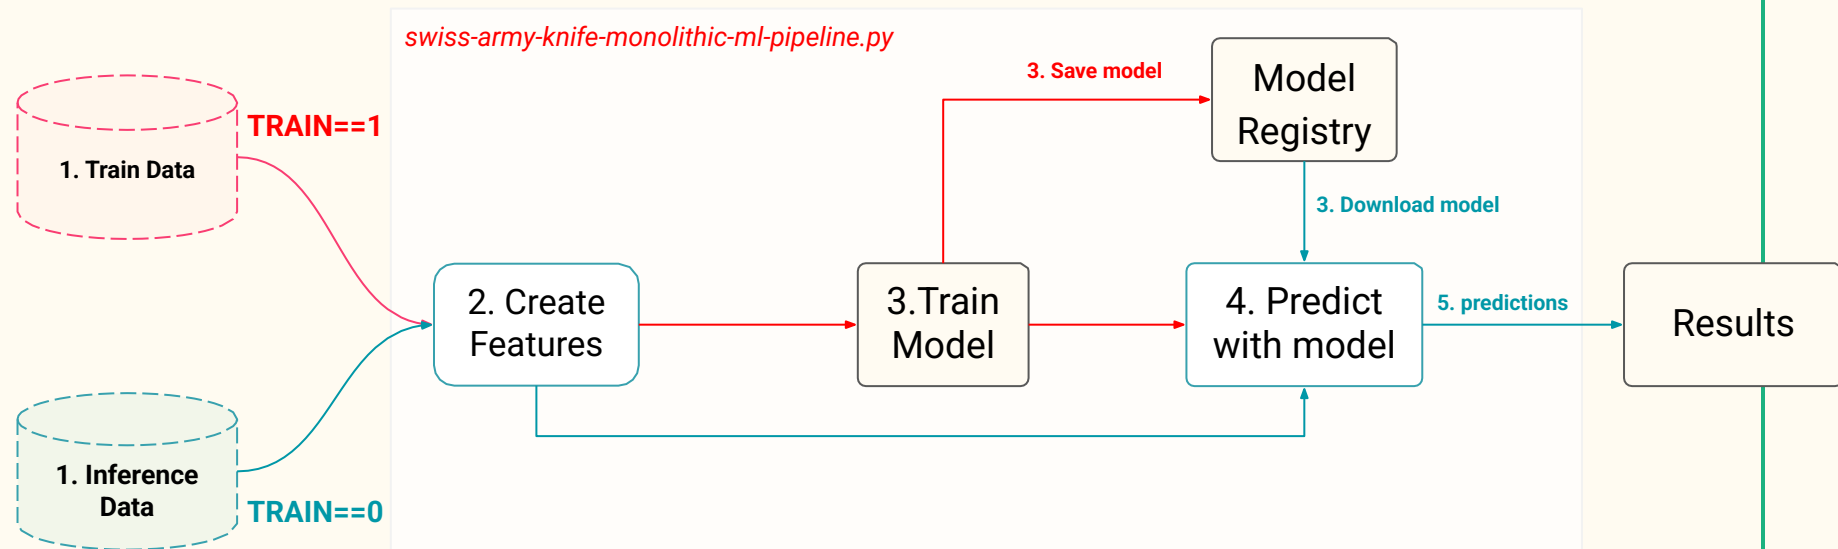 swiss-army-knife-monolithic-ml-pipeline.py
TRAIN==1
1. Train Data
3. Save model
Model
Registry
3. Download model
2. Create
Features
3.Train
Model
4. Predict
with model
5. predictions
Results
1. Inference
Data
TRAIN==0